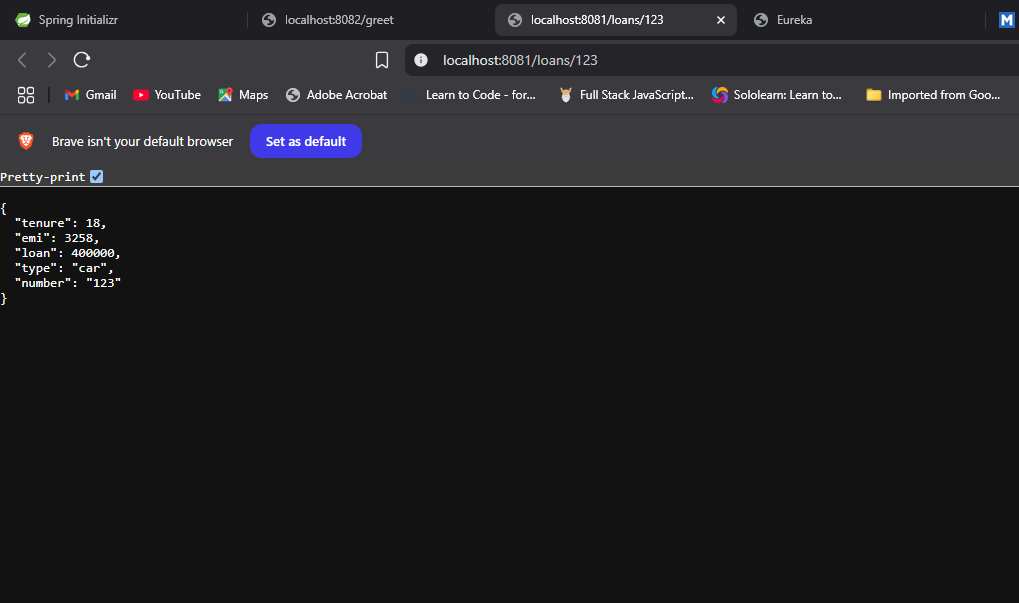 Spring Initializr
localhost:8082/greet
localhost:8081/loans/123
Eureka
M
localhost:8081/loans/123
Gmail
YouTube
Maps
Adobe Acrobat
Learn to Code - for...
Full Stack JavaScript...
Sololearn: Learn to...
Imported from Goo...
Brave isn't your default browser
Set as default
Pretty-print
{
  "tenure": 18,
  "emi": 3258,
  "loan": 400000,
  "type": "car",
  "number": "123"
}